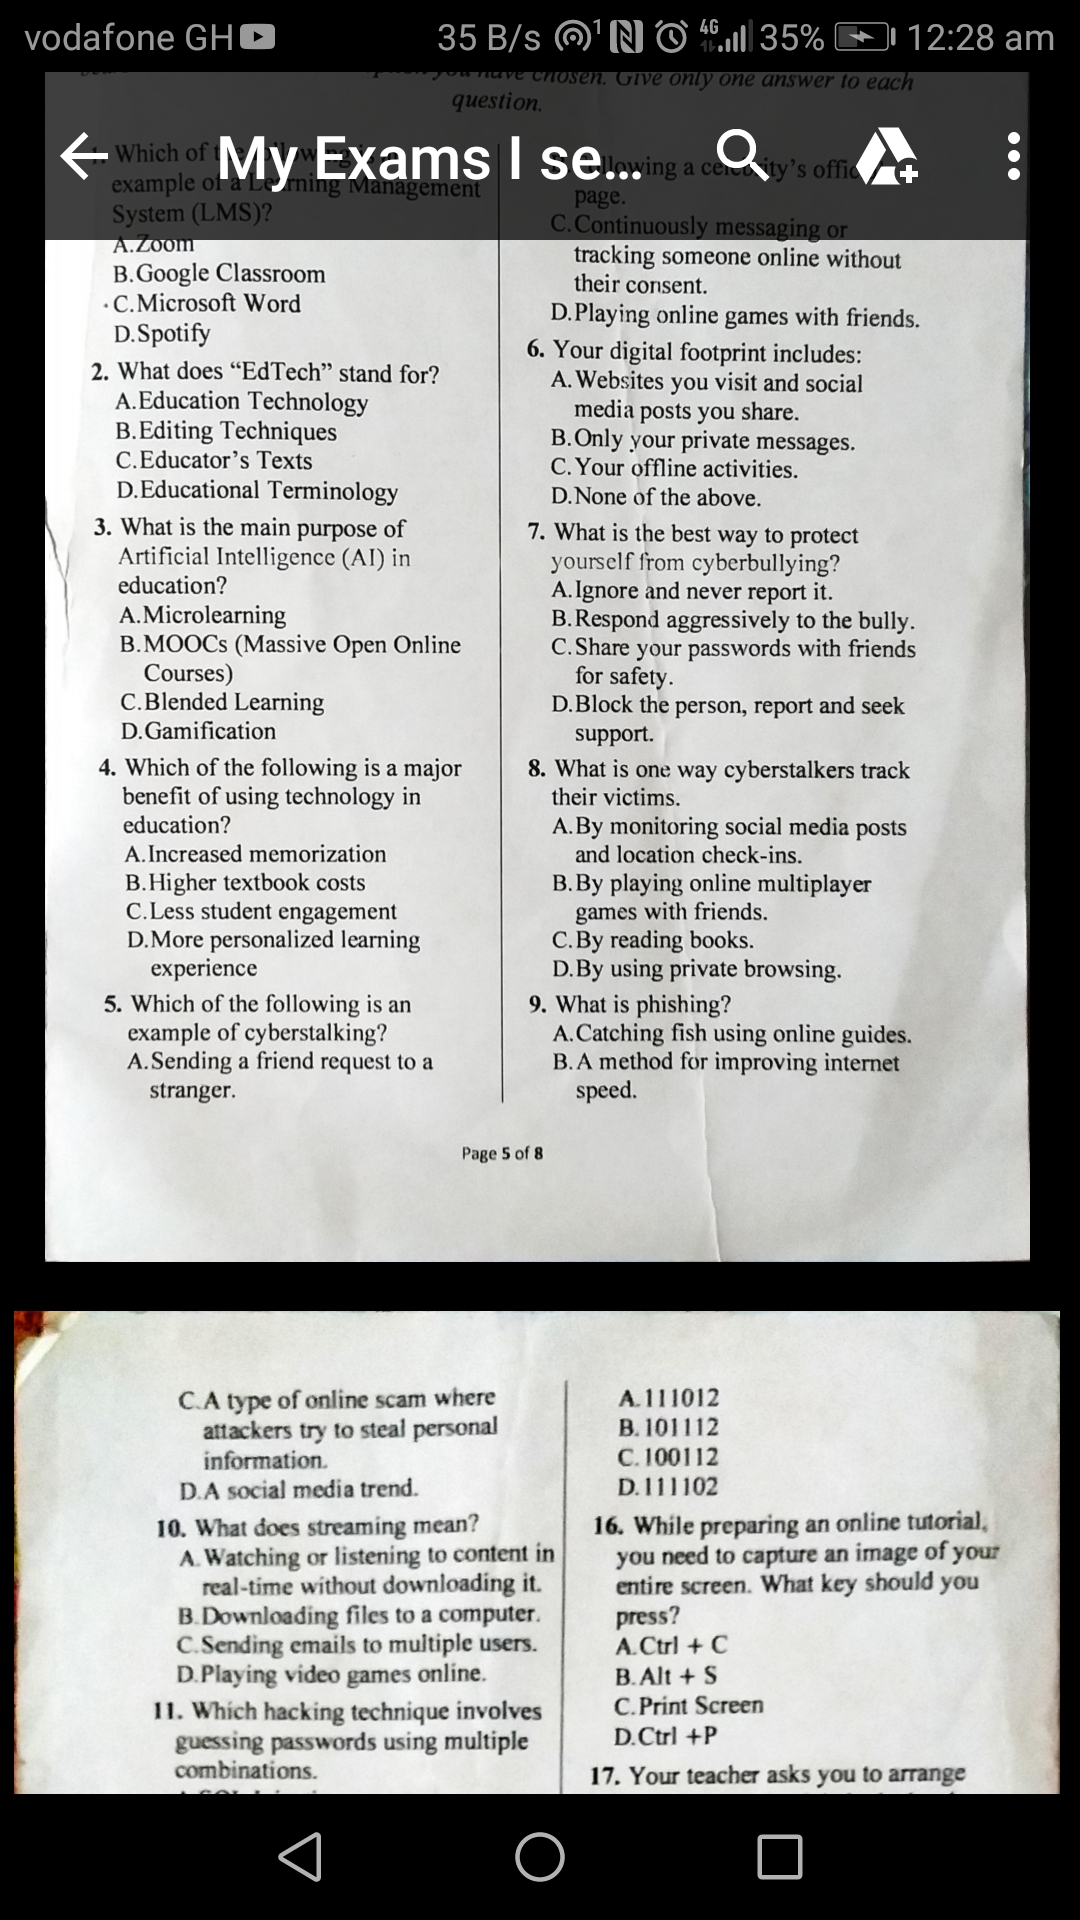 vodafone GH 35 B/s 1 4G 35% 12:28 am
have chosen. Give only one answer to each
question.
My Exams I se...
1. Which of
example of a Learning Management
System (LMS)?
A.Zoom
B.Google Classroom
C.Microsoft Word
D.Spotify
2. What does “EdTech” stand for?
A.Education Technology
B.Editing Techniques
C.Educator’s Texts
D.Educational Terminology
3. What is the main purpose of
Artificial Intelligence (AI) in
education?
A.Microlearning
B.MOOCs (Massive Open Online
Courses)
C.Blended Learning
D.Gamification
4. Which of the following is a major
benefit of using technology in
education?
A.Increased memorization
B.Higher textbook costs
C.Less student engagement
D.More personalized learning
experience
5. Which of the following is an
example of cyberstalking?
A.Sending a friend request to a
stranger.
page.
C.Continuously messaging or
tracking someone online without
their consent.
D.Playing online games with friends.
6. Your digital footprint includes:
A.Websites you visit and social
media posts you share.
B.Only your private messages.
C.Your offline activities.
D.None of the above.
7. What is the best way to protect
yourself from cyberbullying?
A.Ignore and never report it.
B.Respond aggressively to the bully.
C.Share your passwords with friends
for safety.
D.Block the person, report and seek
support.
8. What is one way cyberstalkers track
their victims.
A.By monitoring social media posts
and location check-ins.
B.By playing online multiplayer
games with friends.
C.By reading books.
D.By using private browsing.
9. What is phishing?
A.Catching fish using online guides.
B.A method for improving internet
speed.
Page 5 of 8
C.A type of online scam where
attackers try to steal personal
information.
D.A social media trend.
10. What does streaming mean?
A.Watching or listening to content in
real-time without downloading it.
B.Downloading files to a computer.
C.Sending emails to multiple users.
D.Playing video games online.
11. Which hacking technique involves
guessing passwords using multiple
combinations.
A.111012
B.101112
C.100112
D.111102
16. While preparing an online tutorial,
you need to capture an image of your
entire screen. What key should you
press?
A.Ctrl + C
B.Alt + S
C.Print Screen
D.Ctrl +P
17. Your teacher asks you to arrange